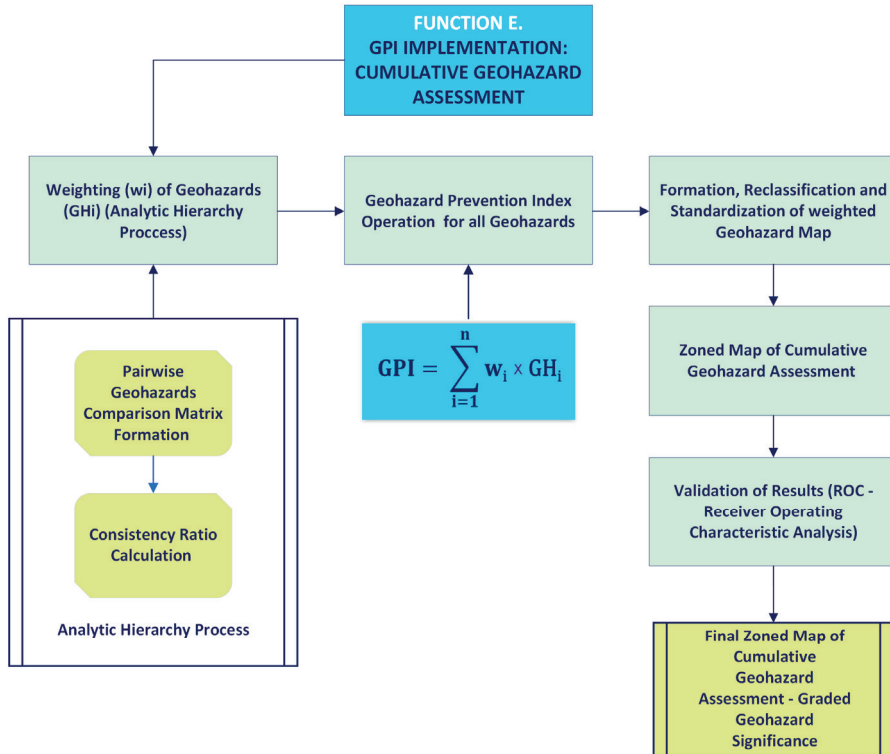 FUNCTION E.
GPI IMPLEMENTATION:
CUMULATIVE GEOHAZARD
ASSESSMENT
Weighting (wi) of Geohazards
(GHi) (Analytic Hierarchy
Proccess)
Geohazard Prevention Index
Operation for all Geohazards
Formation, Reclassification and
Standardization of weighted
Geohazard Map
Pairwise
Geohazards
Comparison Matrix
Formation
Consistency Ratio
Calculation
Analytic Hierarchy Process
n
GPI = ∑ wᵢ × GHᵢ
i=1
Zoned Map of Cumulative
Geohazard Assessment
Validation of Results (ROC -
Receiver Operating
Characteristic Analysis)
Final Zoned Map of
Cumulative
Geohazard
Assessment - Graded
Geohazard
Significance